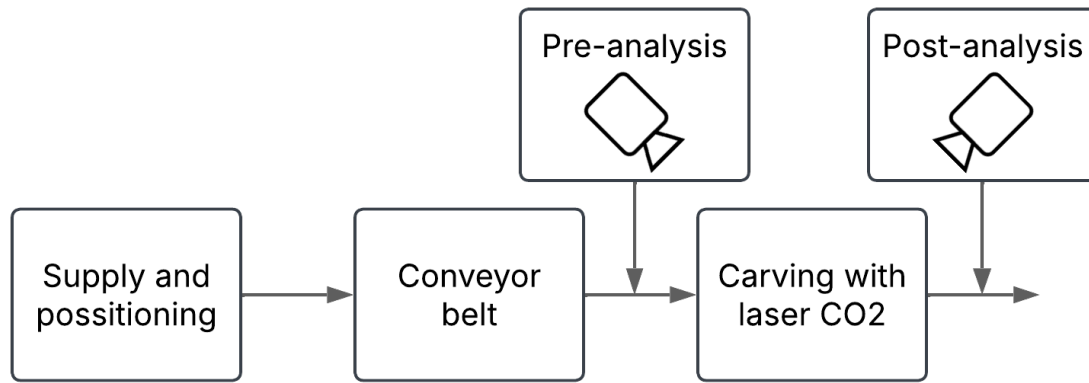 Pre-analysis
Post-analysis
Supply and
possitioning
Conveyor
belt
Carving with
laser CO2